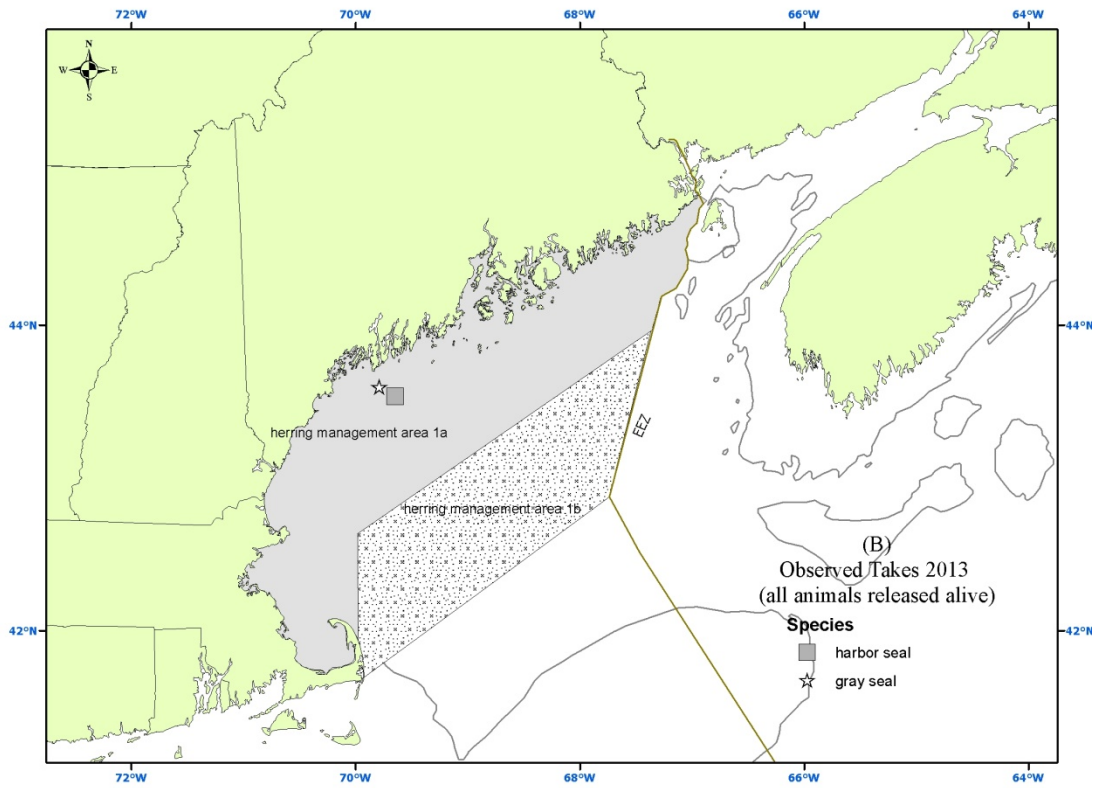 72°W 70°W 68°W 66°W 64°W
N
W E
S
44°N 44°N
herring management area 1a
EEZ
herring management area 1b
(B)
Observed Takes 2013
(all animals released alive)
42°N 42°N
Species
harbor seal
gray seal
72°W 70°W 68°W 66°W 64°W